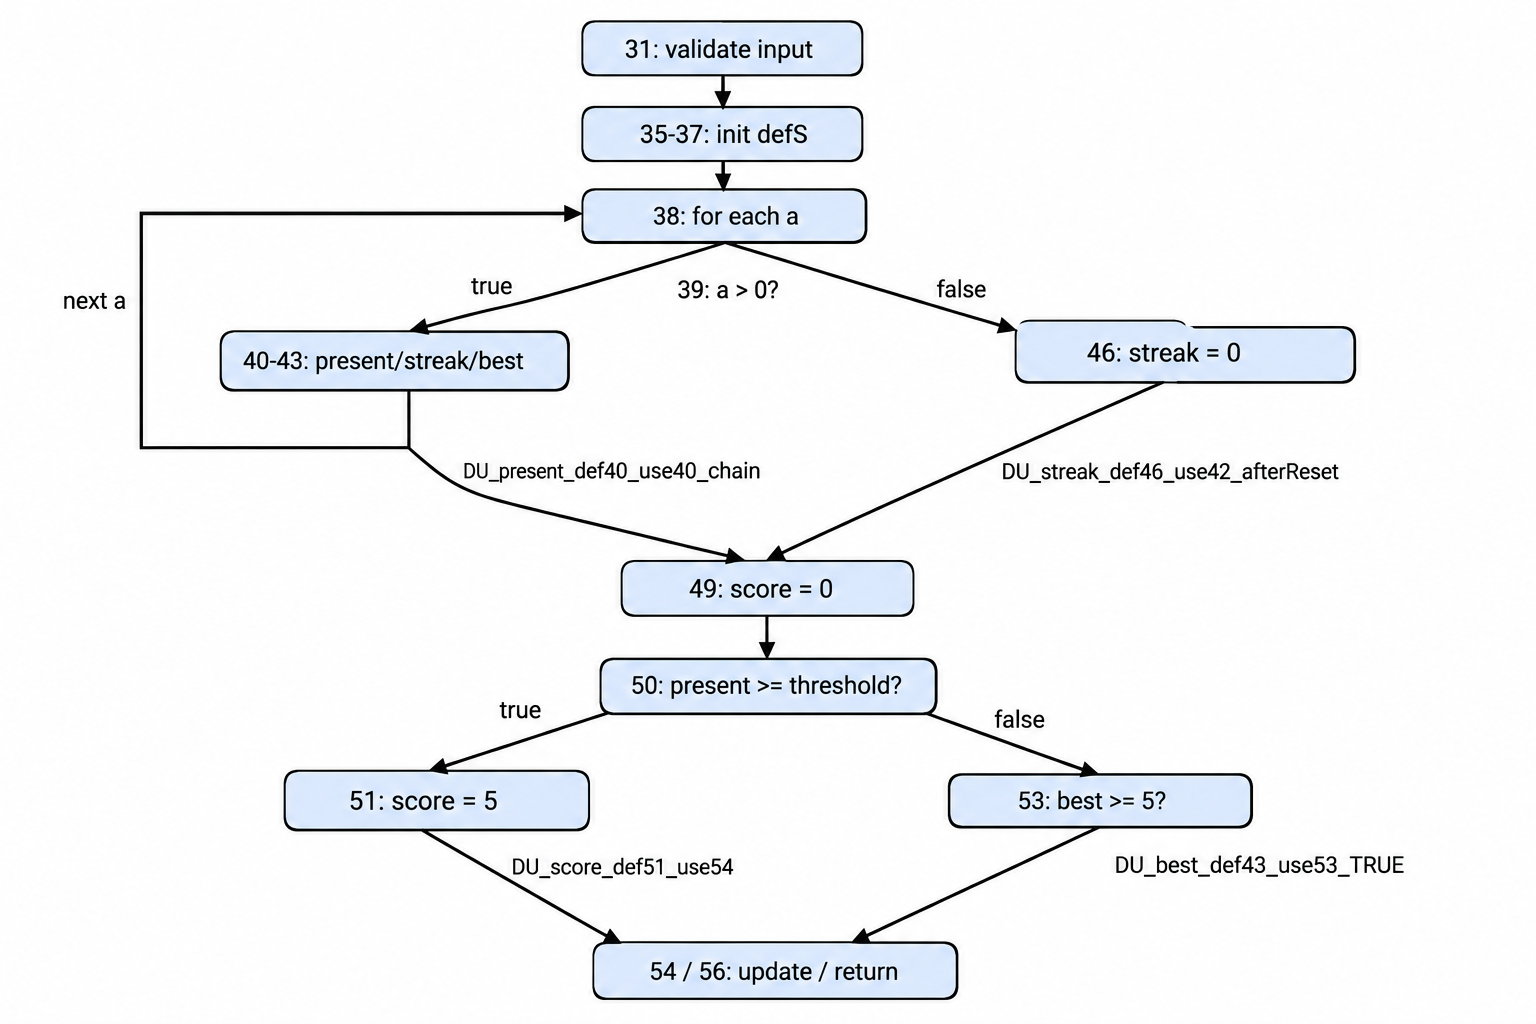 31: validate input
35-37: init defS
38: for each a
true
39: a > 0?
false
next a
40-43: present/streak/best
46: streak = 0
DU_present_def40_use40_chain
DU_streak_def46_use42_afterReset
49: score = 0
50: present >= threshold?
true
false
51: score = 5
53: best >= 5?
DU_score_def51_use54
DU_best_def43_use53_TRUE
54 / 56: update / return